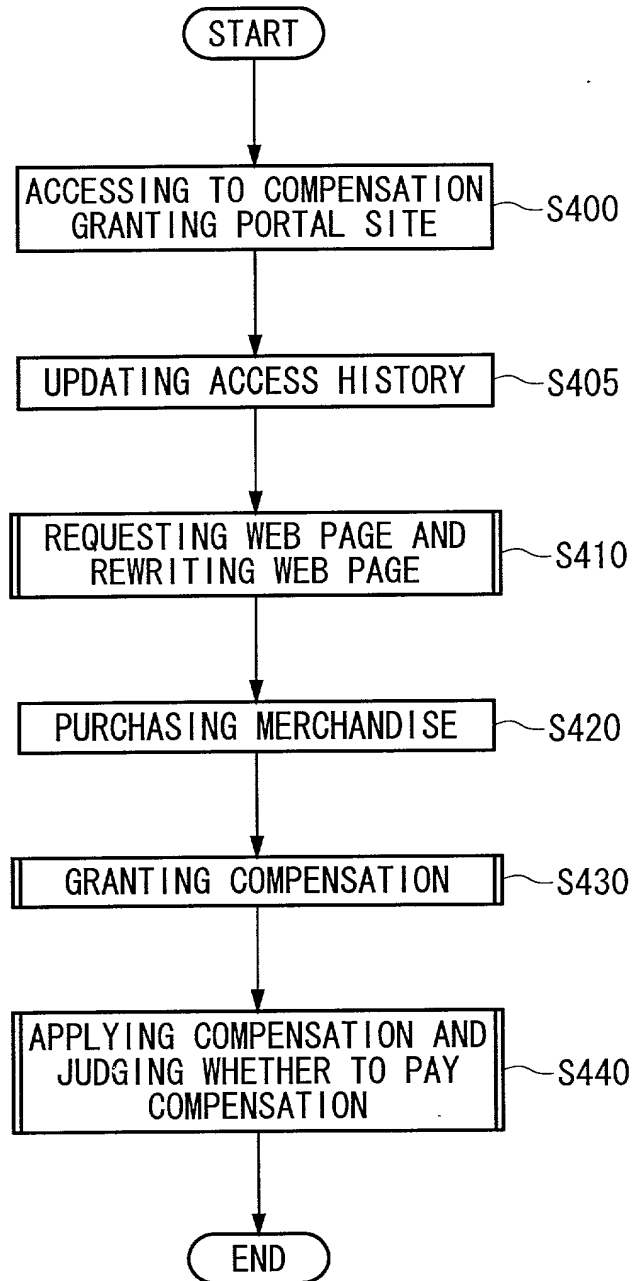 START
ACCESSING TO COMPENSATION
GRANTING PORTAL SITE
S400
UPDATING ACCESS HISTORY
S405
REQUESTING WEB PAGE AND
REWRITING WEB PAGE
S410
PURCHASING MERCHANDISE
S420
GRANTING COMPENSATION
S430
APPLYING COMPENSATION AND
JUDGING WHETHER TO PAY
COMPENSATION
S440
END